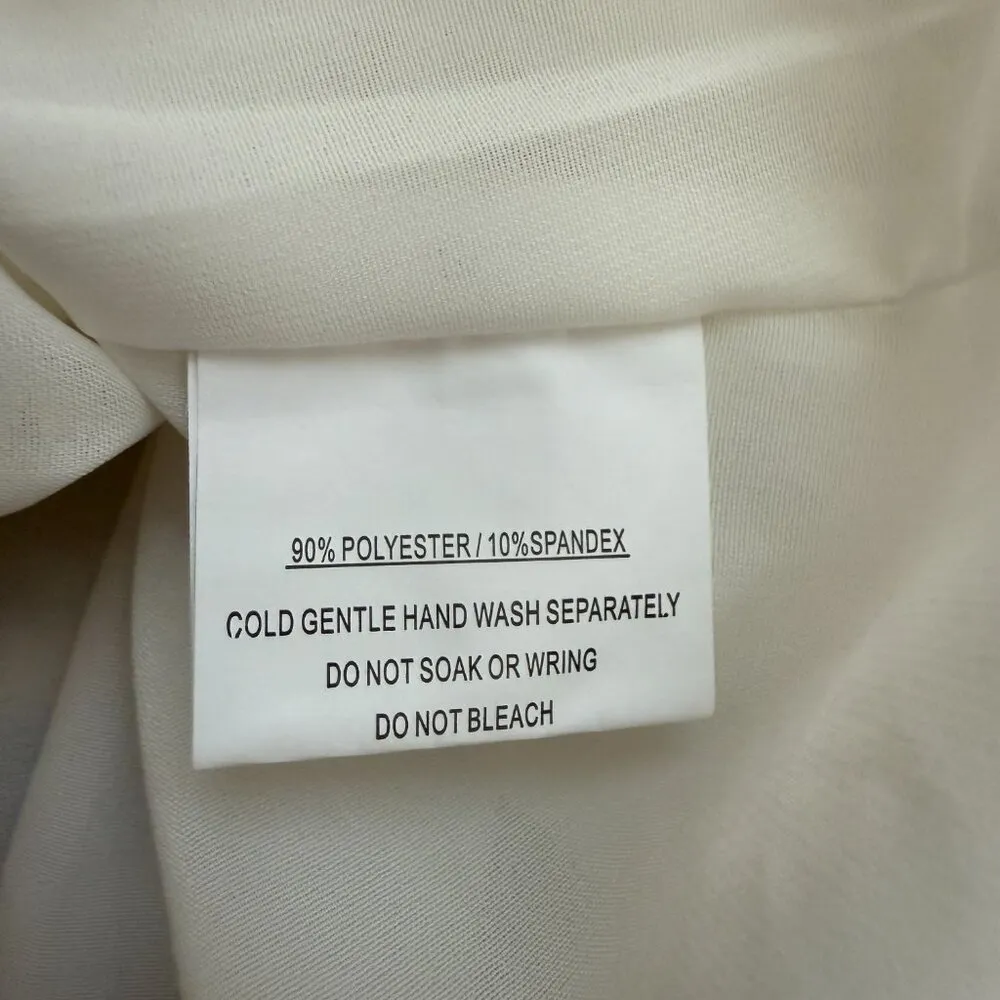 90% POLYESTER / 10%SPANDEX
COLD GENTLE HAND WASH SEPARATELY
DO NOT SOAK OR WRING
DO NOT BLEACH